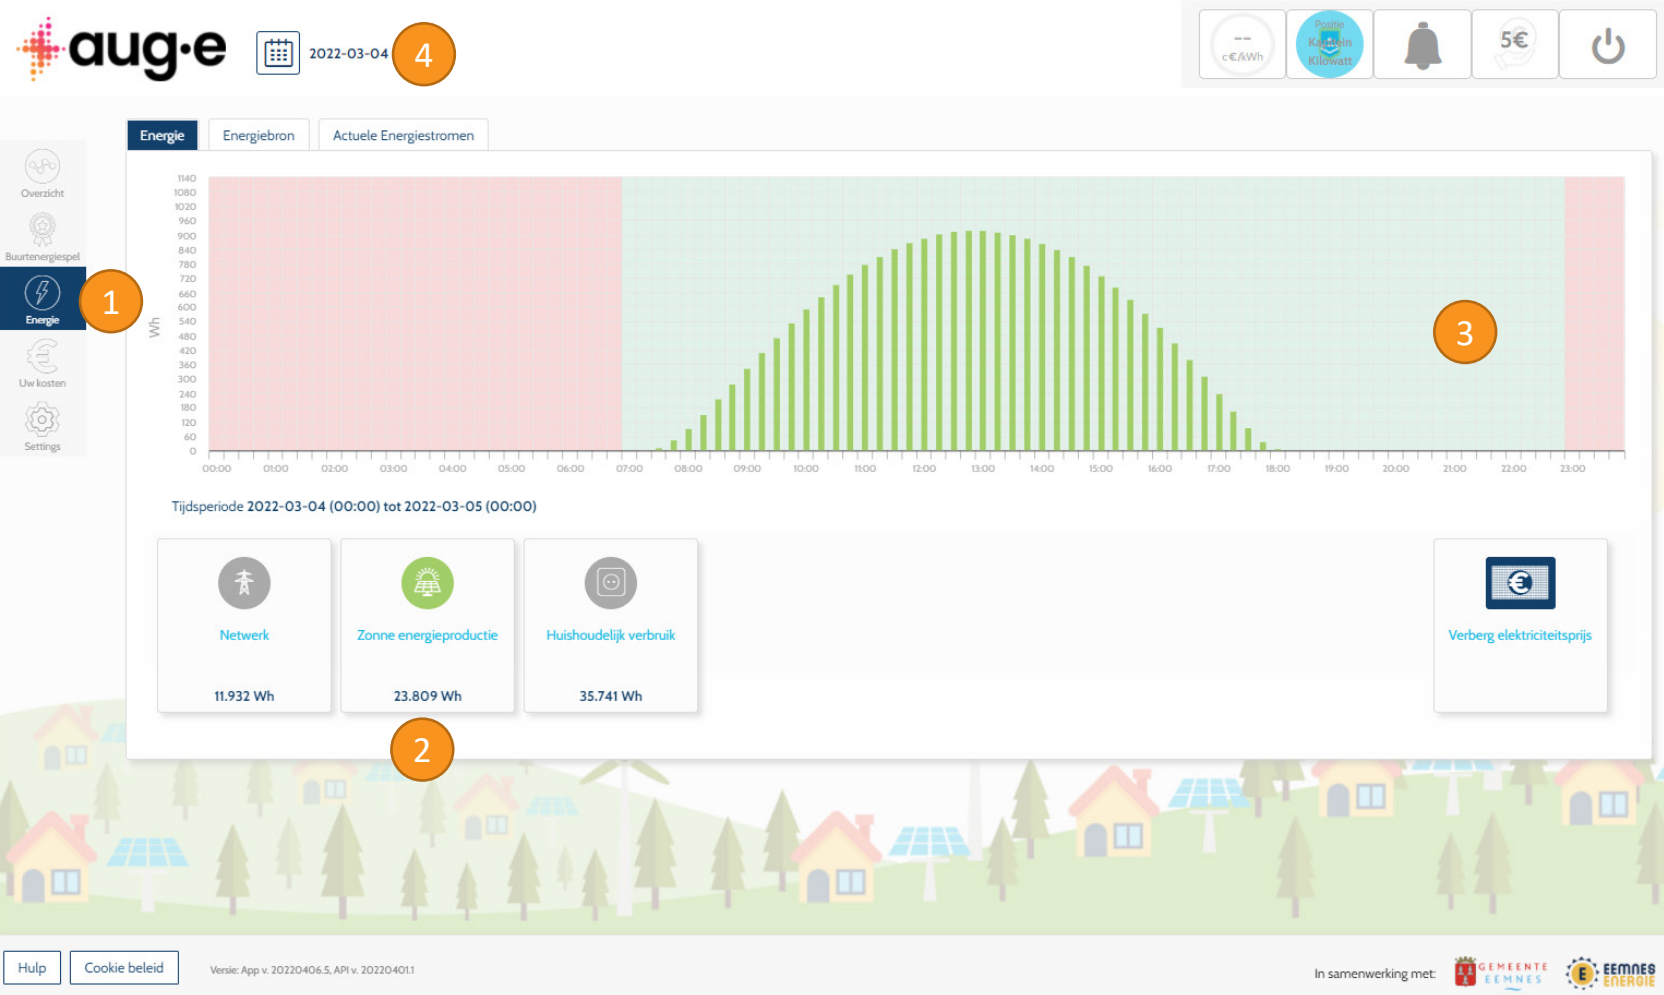 aug·e
2022-03-04
4
--
c€/kWh
Positie
Kapitein
Kilowatt
5€
Energie
Energiebron
Actuele Energiestromen
Overzicht
Buurtenergiespel
Energie
1
Uw kosten
Settings
Wh
1140
1080
1020
960
900
840
780
720
660
600
540
480
420
360
300
240
180
120
60
0
3
00:00 01:00 02:00 03:00 04:00 05:00 06:00 07:00 08:00 09:00 10:00 11:00 12:00 13:00 14:00 15:00 16:00 17:00 18:00 19:00 20:00 21:00 22:00 23:00
Tijdsperiode 2022-03-04 (00:00) tot 2022-03-05 (00:00)
Netwerk
11.932 Wh
Zonne energieproductie
23.809 Wh
Huishoudelijk verbruik
35.741 Wh
€
Verberg elektriciteitsprijs
2
Hulp
Cookie beleid
Versie: App v. 20220406.5, API v. 20220401.1
In samenwerking met:
GEMEENTE
EEMNES
E
EEMNES
ENERGIE